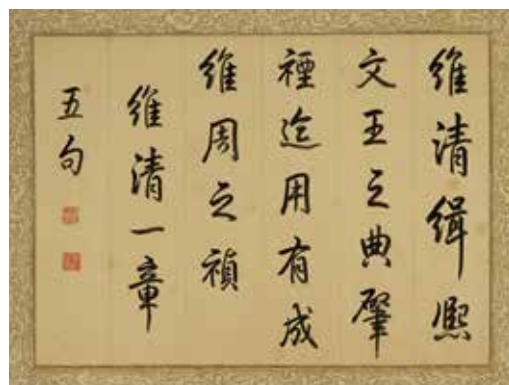 維清緝熙
文王之典肇
禋迄用有成
維周之禎
維清一章
五句